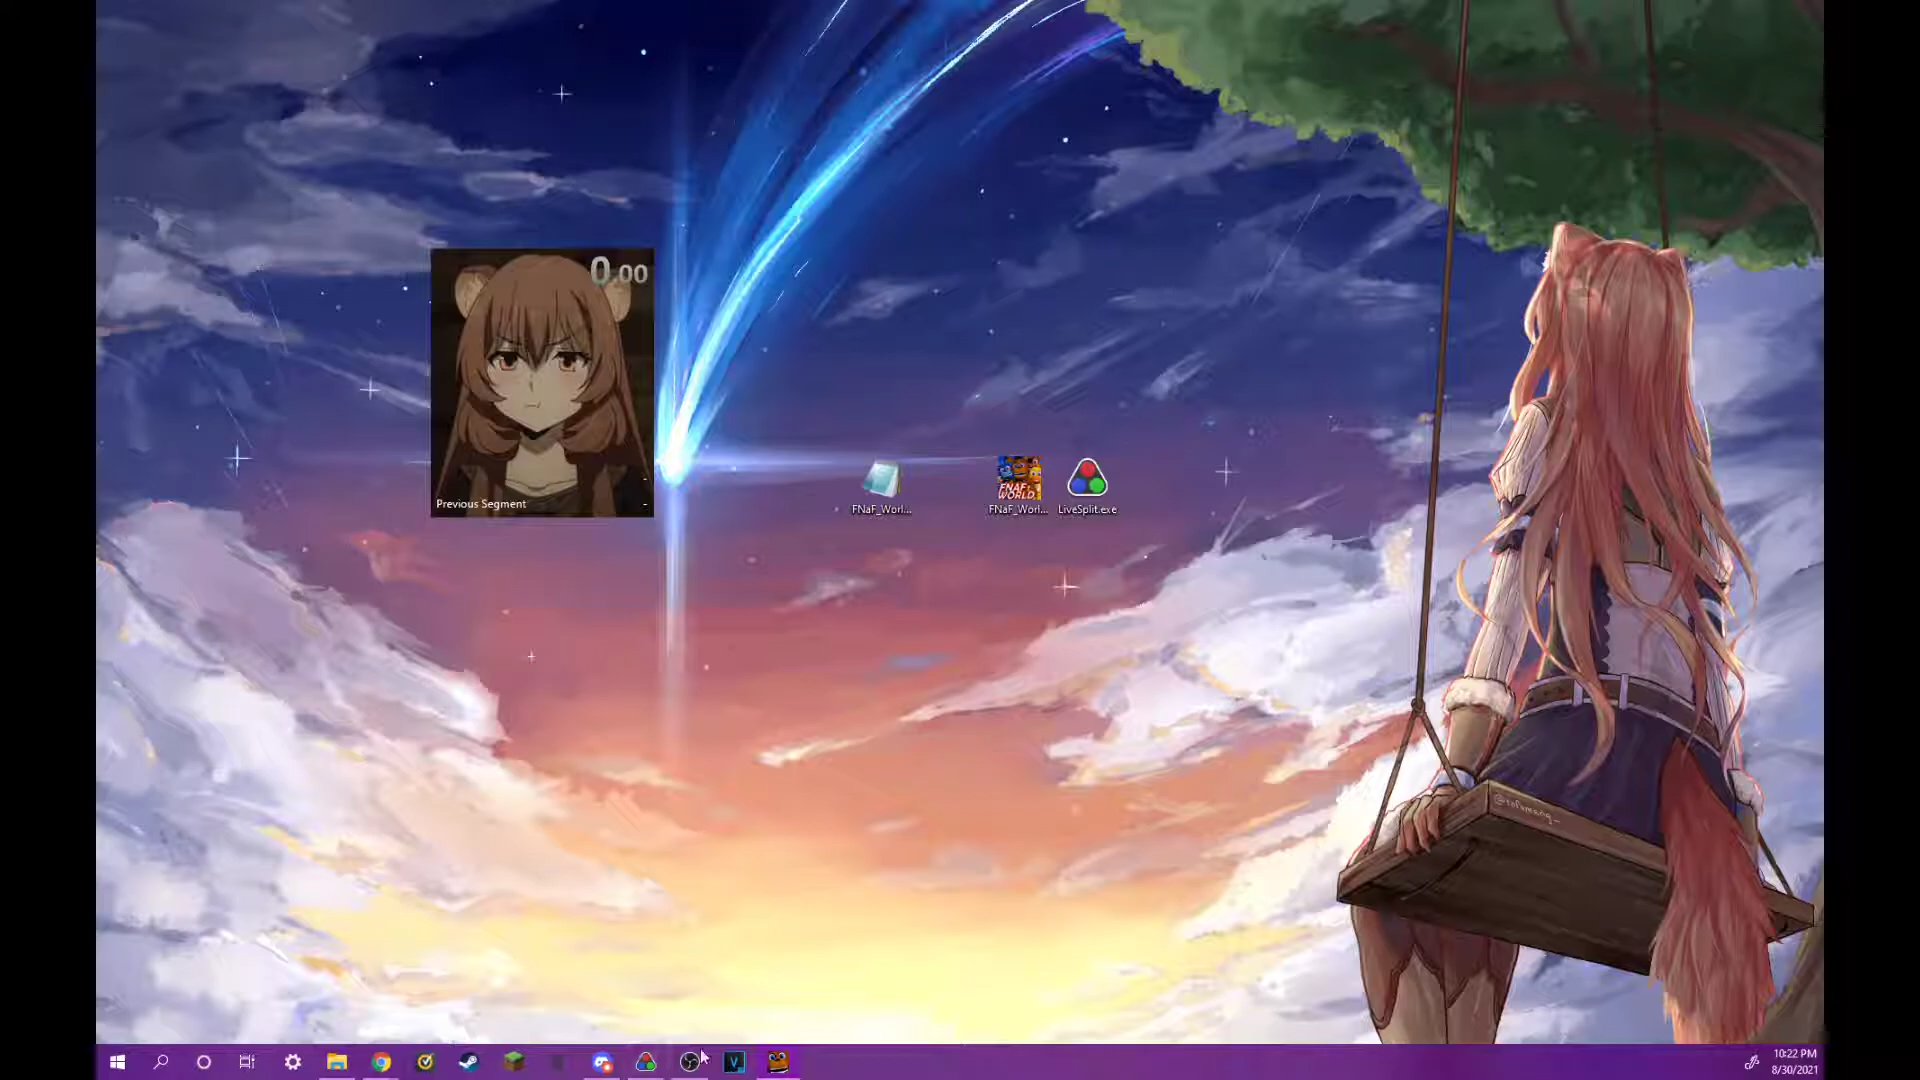 0.00
Previous Segment
-
-
FNaF_Worl...
FNAF
WORLD
FNaF_Worl...
LiveSplit.exe
V
10:22 PM
8/30/2021